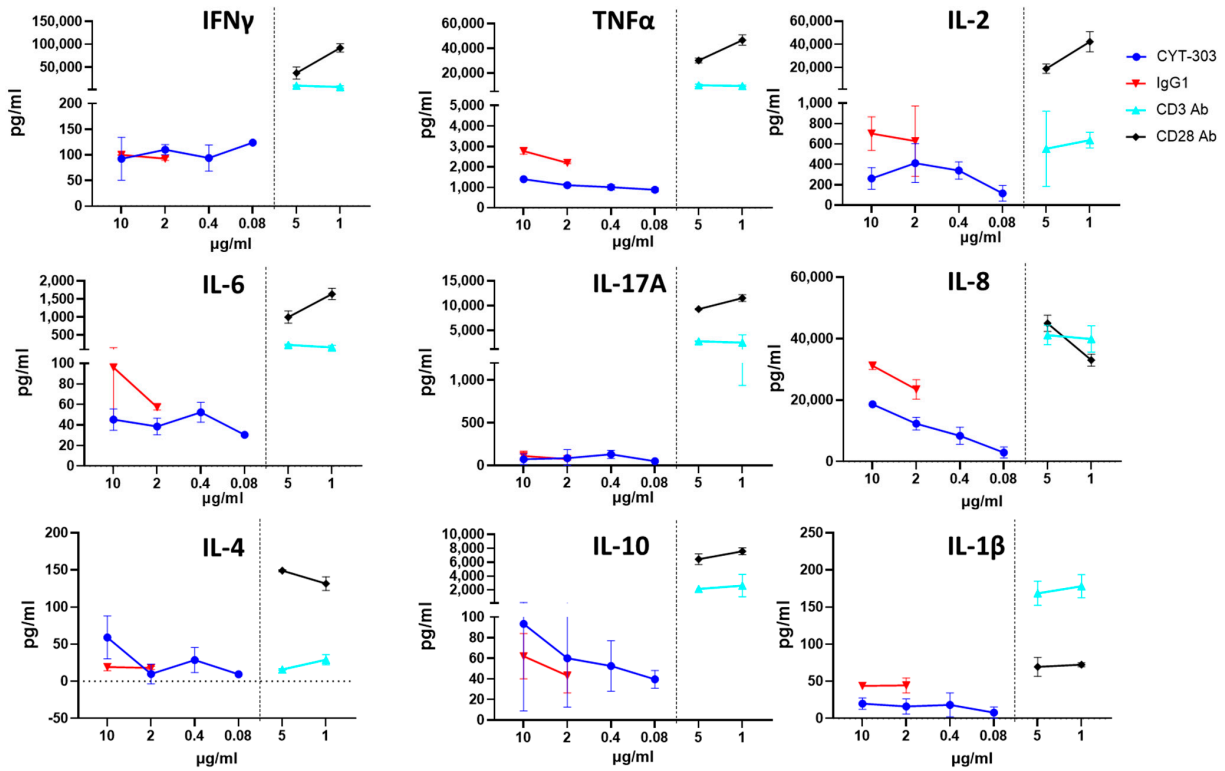 IFNγ
150,000
100,000
50,000
200
150
100
50
0
pg/ml
10 2 0.4 0.08 5 1
µg/ml
TNFα
60,000
40,000
20,000
5,000
4,000
3,000
2,000
1,000
0
pg/ml
10 2 0.4 0.08 5 1
µg/ml
IL-2
60,000
40,000
20,000
1,000
800
600
400
200
0
pg/ml
10 2 0.4 0.08 5 1
µg/ml
CYT-303
IgG1
CD3 Ab
CD28 Ab
IL-6
2,000
1,500
1,000
500
100
80
60
40
20
0
pg/ml
10 2 0.4 0.08 5 1
µg/ml
IL-17A
15,000
10,000
5,000
1,000
500
0
pg/ml
10 2 0.4 0.08 5 1
µg/ml
IL-8
60,000
40,000
20,000
0
pg/ml
10 2 0.4 0.08 5 1
µg/ml
IL-4
200
150
100
50
0
-50
pg/ml
10 2 0.4 0.08 5 1
µg/ml
IL-10
10,000
8,000
6,000
4,000
2,000
100
80
60
40
20
0
pg/ml
10 2 0.4 0.08 5 1
µg/ml
IL-1β
250
200
150
100
50
0
pg/ml
10 2 0.4 0.08 5 1
µg/ml